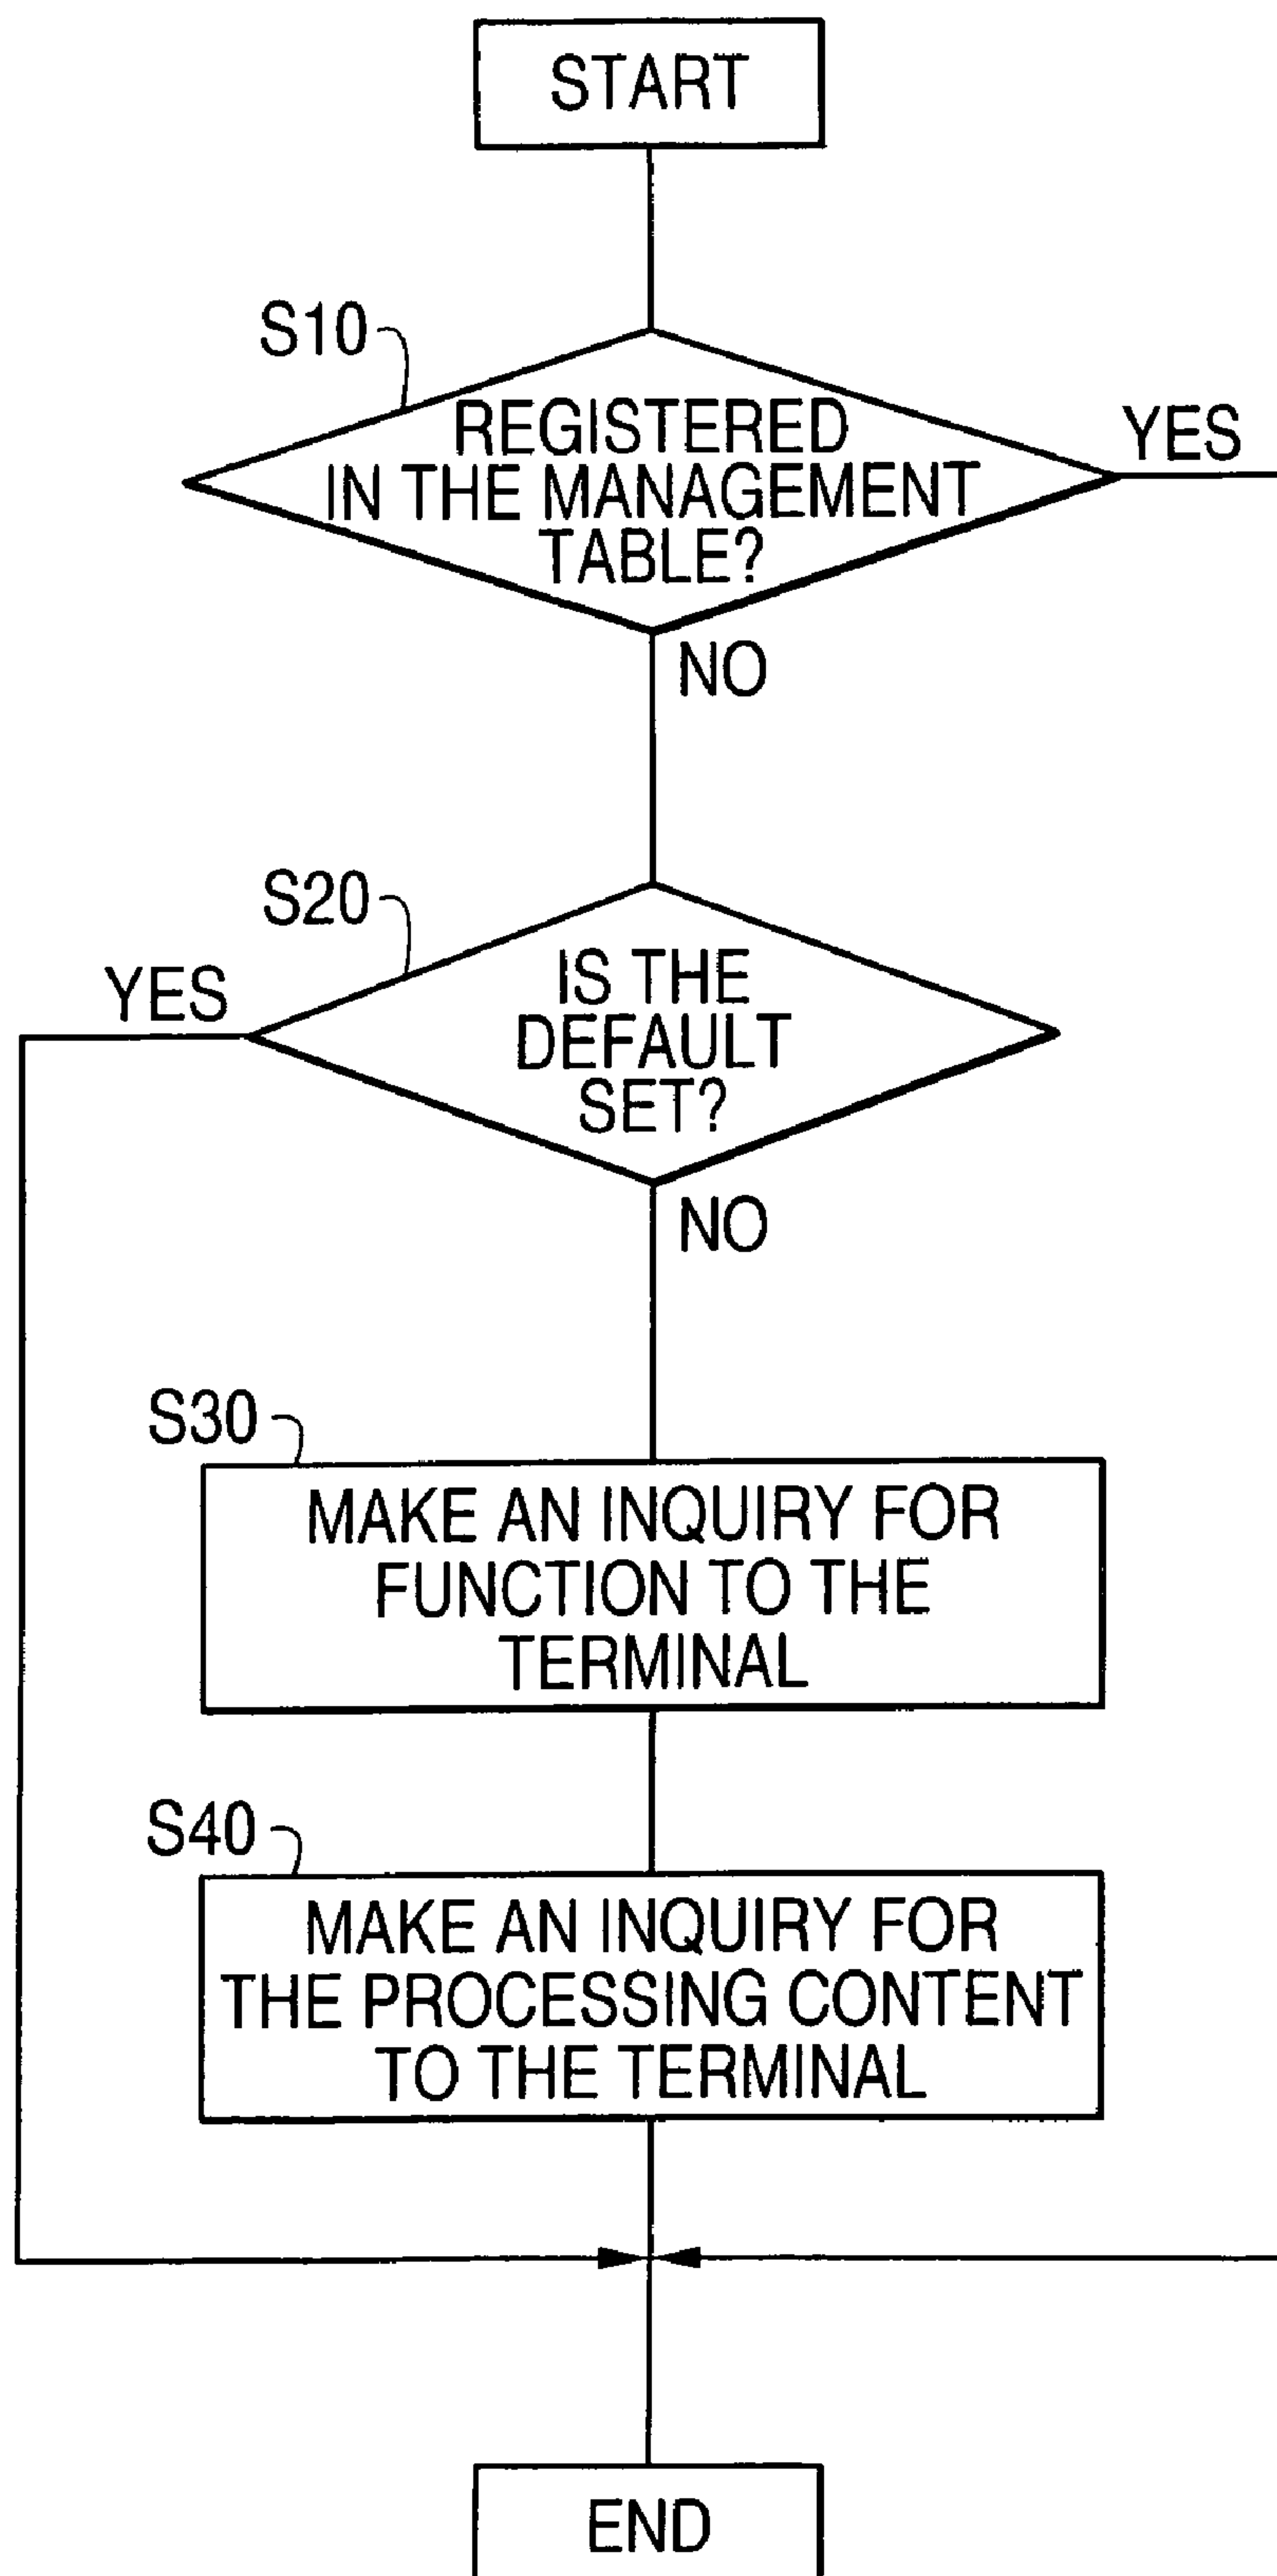 START
S10
REGISTERED
IN THE MANAGEMENT
TABLE?
YES
NO
S20
IS THE
DEFAULT
SET?
YES
NO
S30
MAKE AN INQUIRY FOR
FUNCTION TO THE
TERMINAL
S40
MAKE AN INQUIRY FOR
THE PROCESSING CONTENT
TO THE TERMINAL
END